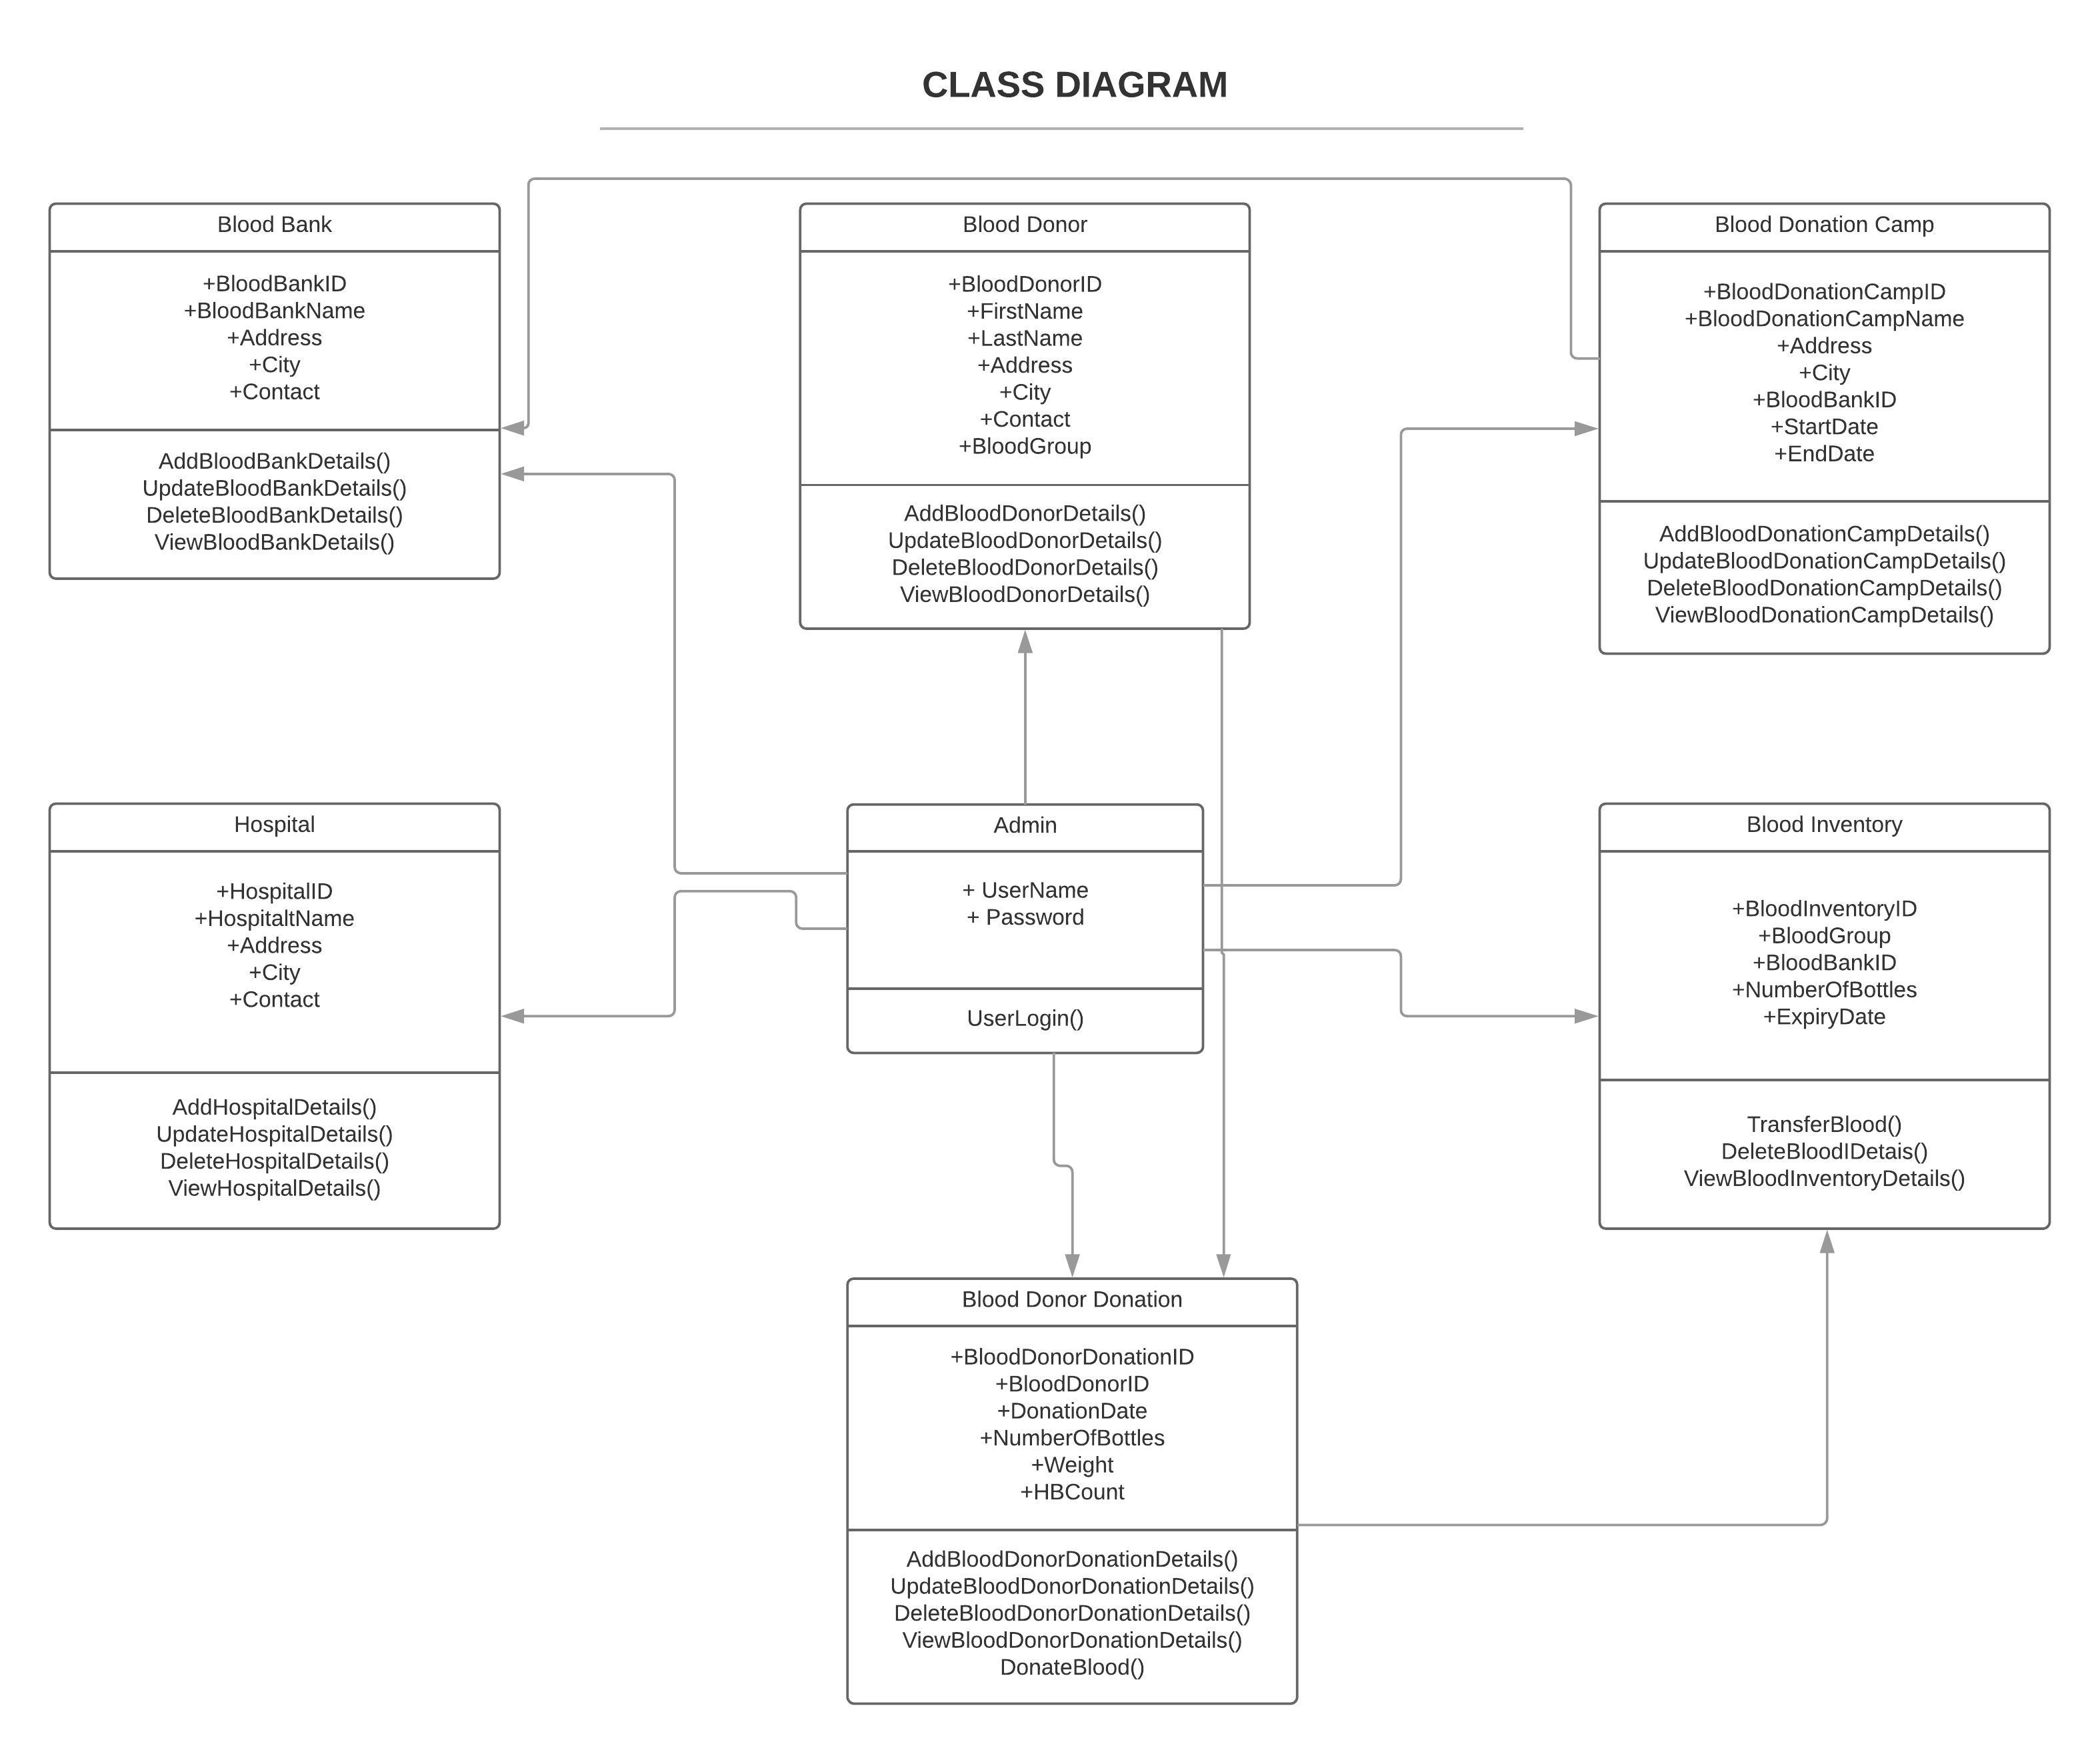 CLASS DIAGRAM
Blood Bank
+BloodBankID
+BloodBankName
+Address
+City
+Contact
AddBloodBankDetails()
UpdateBloodBankDetails()
DeleteBloodBankDetails()
ViewBloodBankDetails()
Blood Donor
+BloodDonorID
+FirstName
+LastName
+Address
+City
+Contact
+BloodGroup
AddBloodDonorDetails()
UpdateBloodDonorDetails()
DeleteBloodDonorDetails()
ViewBloodDonorDetails()
Blood Donation Camp
+BloodDonationCampID
+BloodDonationCampName
+Address
+City
+BloodBankID
+StartDate
+EndDate
AddBloodDonationCampDetails()
UpdateBloodDonationCampDetails()
DeleteBloodDonationCampDetails()
ViewBloodDonationCampDetails()
Hospital
+HospitalID
+HospitaltName
+Address
+City
+Contact
AddHospitalDetails()
UpdateHospitalDetails()
DeleteHospitalDetails()
ViewHospitalDetails()
Admin
+ UserName
+ Password
UserLogin()
Blood Inventory
+BloodInventoryID
+BloodGroup
+BloodBankID
+NumberOfBottles
+ExpiryDate
TransferBlood()
DeleteBloodIDetais()
ViewBloodInventoryDetails()
Blood Donor Donation
+BloodDonorDonationID
+BloodDonorID
+DonationDate
+NumberOfBottles
+Weight
+HBCount
AddBloodDonorDonationDetails()
UpdateBloodDonorDonationDetails()
DeleteBloodDonorDonationDetails()
ViewBloodDonorDonationDetails()
DonateBlood()